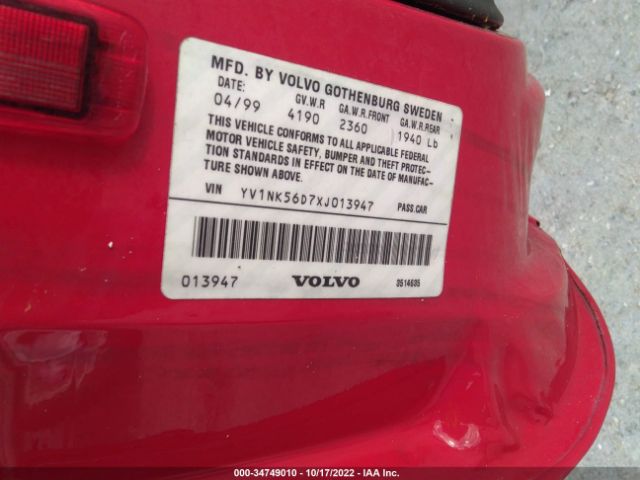 MFD. BY VOLVO GOTHENBURG SWEDEN
DATE: GV.W.R GA.W.R.FRONT GA.W.R.REAR
04/99 4190 2360 1940 Lb
THIS VEHICLE CONFORMS TO ALL APPLICABLE FEDERAL
MOTOR VEHICLE SAFETY, BUMPER AND THEFT PROTEC-
TION STANDARDS IN EFFECT ON THE DATE OF MANUFAC-
TURE SHOWN ABOVE.
VIN YV1NK56D7XJ013947 PASS.CAR
013947 VOLVO 3514635
000-34749010 - 10/17/2022 - IAA Inc.